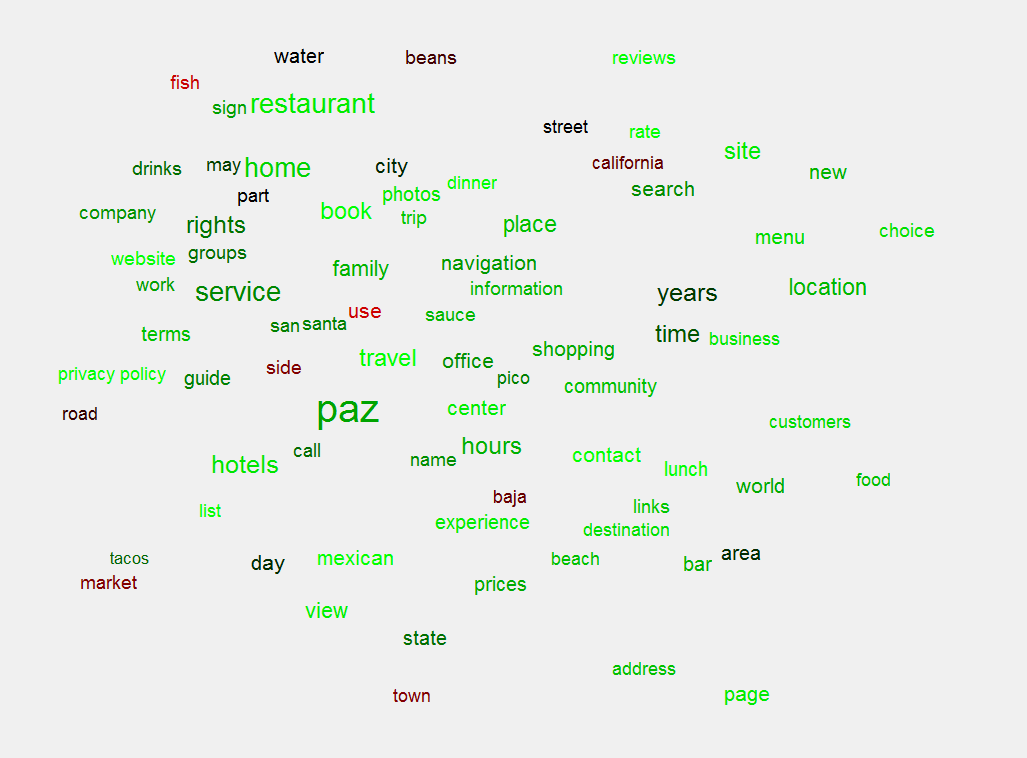 water beans reviews
fish
sign restaurant
street rate
site
drinks may home city california new
part photos dinner search
company book trip
rights place menu choice
website groups
family navigation
work service information years location
use
san santa sauce
terms time business
travel office shopping
privacy policy guide side pico community
road paz center customers
call hours
hotels name contact lunch
baja world food
list experience links
destination
tacos day mexican beach bar area
market prices
view
state
address
town page